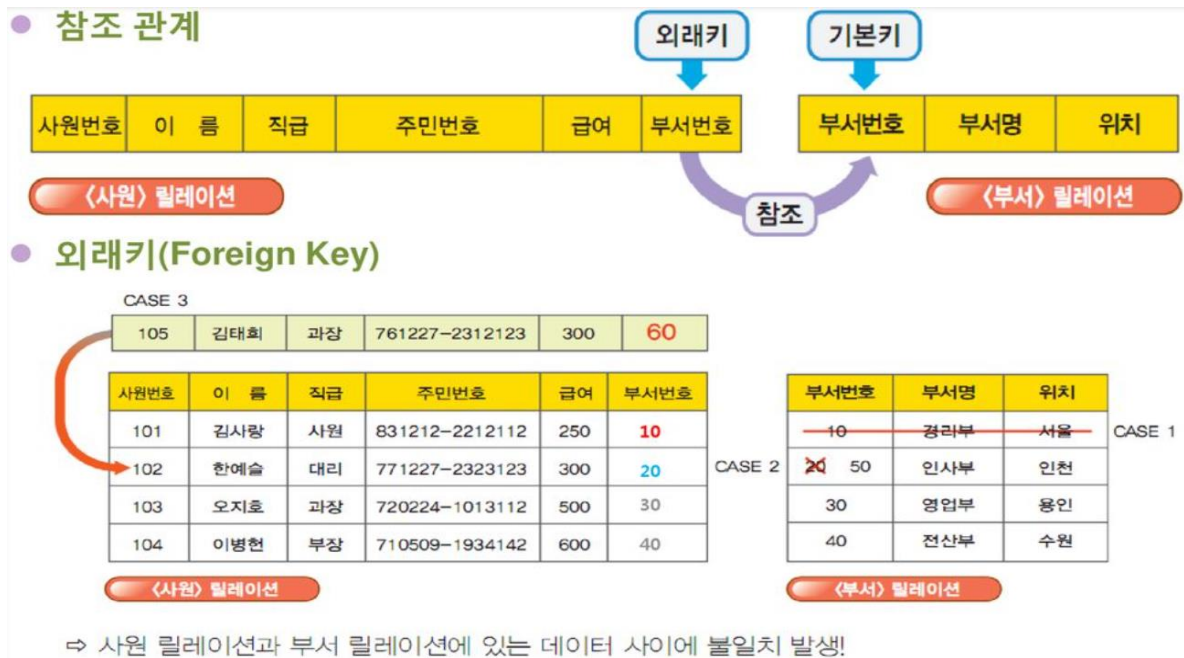 참조 관계
외래키
기본키
사원번호 이 름 직급 주민번호 급여 부서번호
부서번호 부서명 위치
<사원> 릴레이션
참조
<부서> 릴레이션
외래키(Foreign Key)
CASE 3
105 김태희 과장 761227-2312123 300 60
사원번호 이 름 직급 주민번호 급여 부서번호
101 김사랑 사원 831212-2212112 250 10
102 한예슬 대리 771227-2323123 300 20
103 오지호 과장 720224-1013112 500 30
104 이병현 부장 710509-1934142 600 40
<사원> 릴레이션
부서번호 부서명 위치
10 경리부 서울 CASE 1
CASE 2 20 50 인사부 인천
30 영업부 용인
40 전산부 수원
<부서> 릴레이션
⇨ 사원 릴레이션과 부서 릴레이션에 있는 데이터 사이에 불일치 발생!